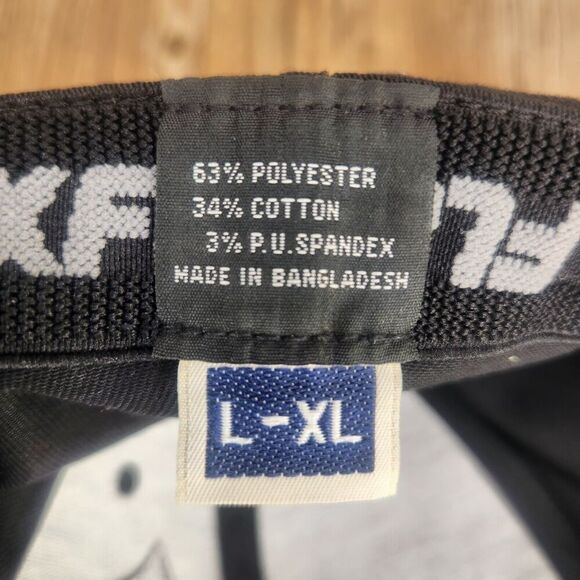 63% POLYESTER
34% COTTON
3% P.U.SPANDEX
MADE IN BANGLADESH
L-XL